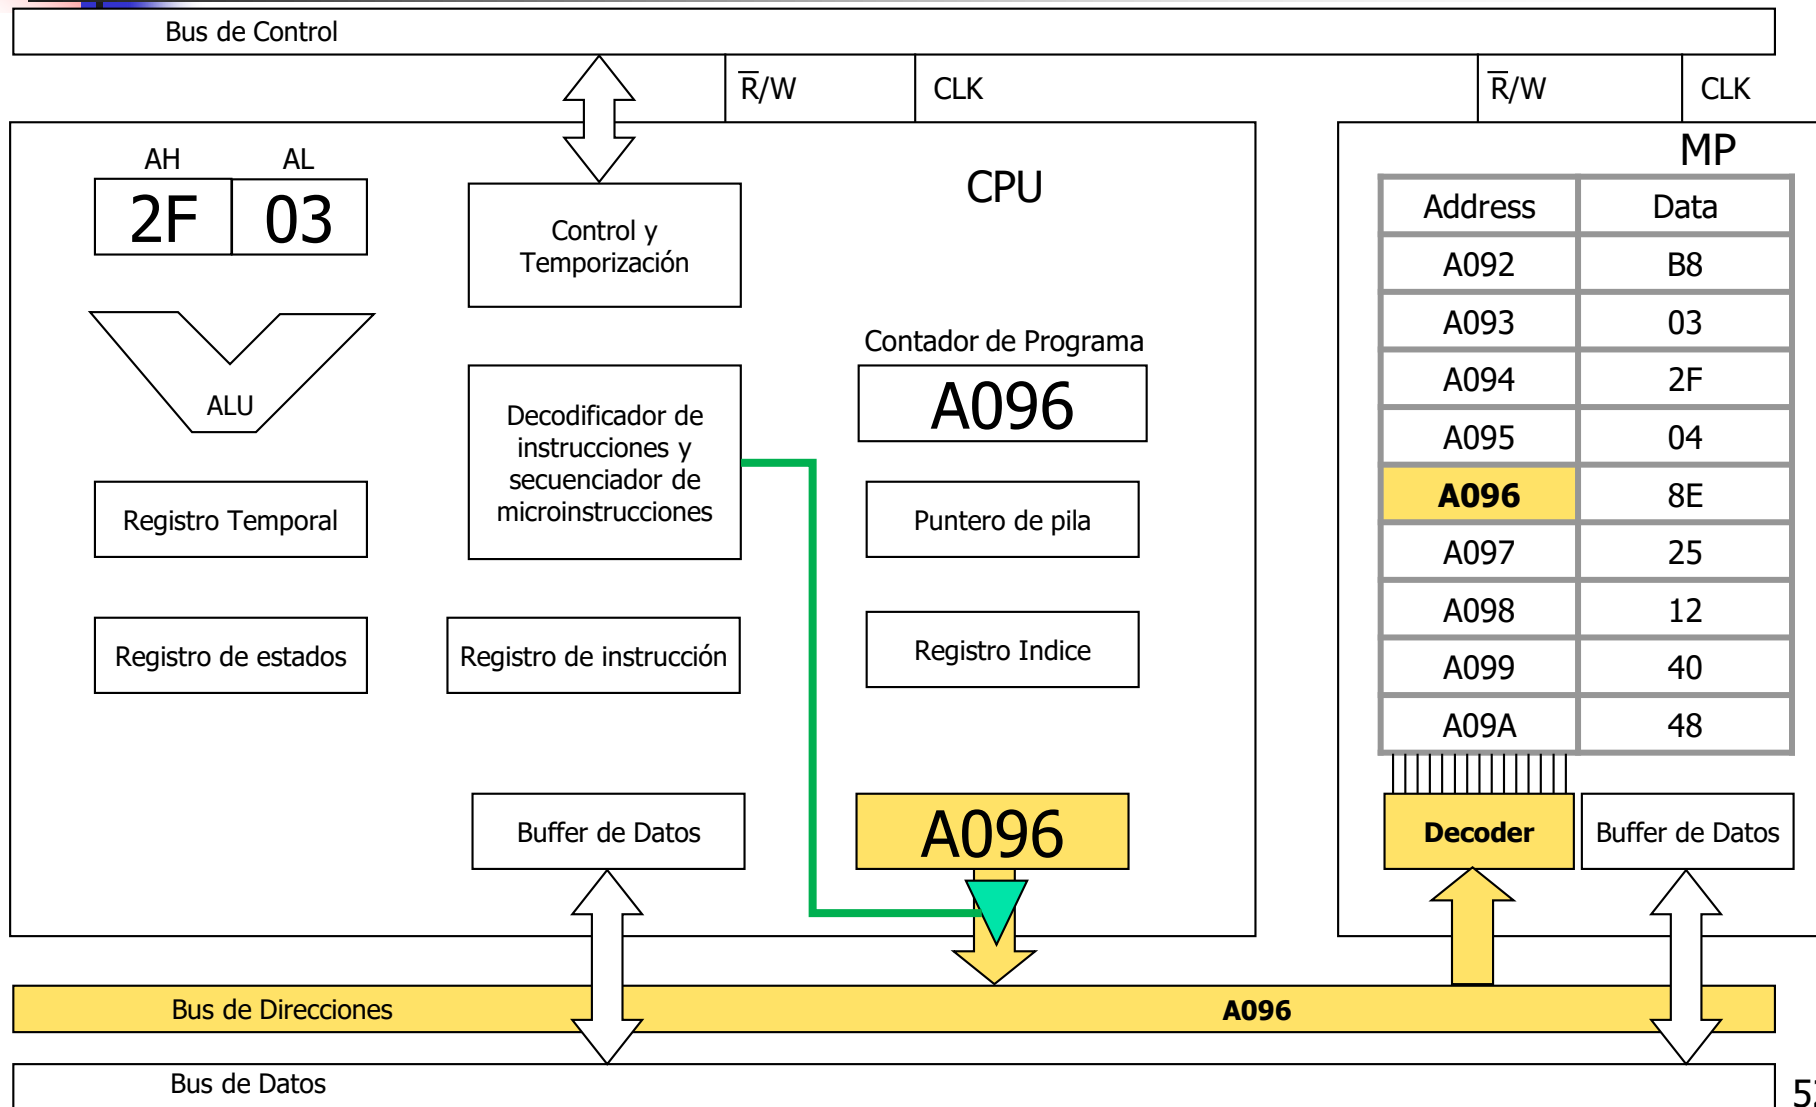 Bus de Control
R̅/W
CLK
R̅/W
CLK
AH
AL
2F
03
Control y
Temporización
CPU
ALU
Decodificador de
instrucciones y
secuenciador de
microinstrucciones
Contador de Programa
A096
Registro Temporal
Puntero de pila
Registro de estados
Registro de instrucción
Registro Indice
Buffer de Datos
A096
MP
Address Data
A092 B8
A093 03
A094 2F
A095 04
A096 8E
A097 25
A098 12
A099 40
A09A 48
Decoder
Buffer de Datos
Bus de Direcciones
A096
Bus de Datos